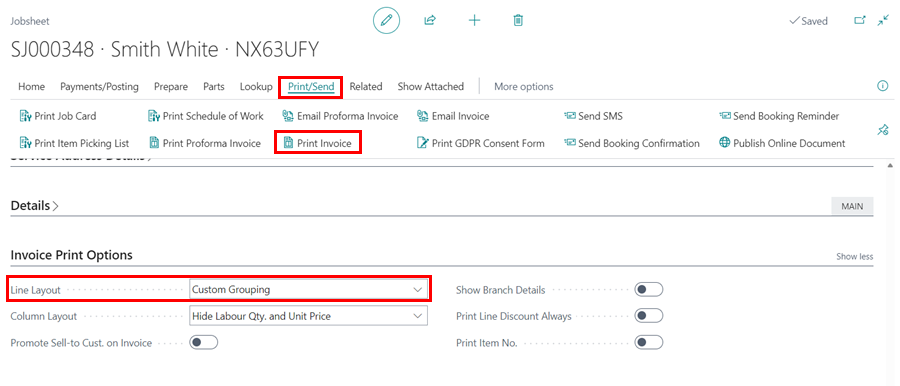 Jobsheet
Saved
SJ000348 · Smith White · NX63UFY
Home Payments/Posting Prepare Parts Lookup Print/Send Related Show Attached More options
Print Job Card Print Schedule of Work Email Proforma Invoice Email Invoice Send SMS Send Booking Reminder
Print Item Picking List Print Proforma Invoice Print Invoice Print GDPR Consent Form Send Booking Confirmation Publish Online Document
Service Address Details
Details MAIN
Invoice Print Options Show less
Line Layout Custom Grouping Show Branch Details
Column Layout Hide Labour Qty. and Unit Price Print Line Discount Always
Promote Sell-to Cust. on Invoice Print Item No.